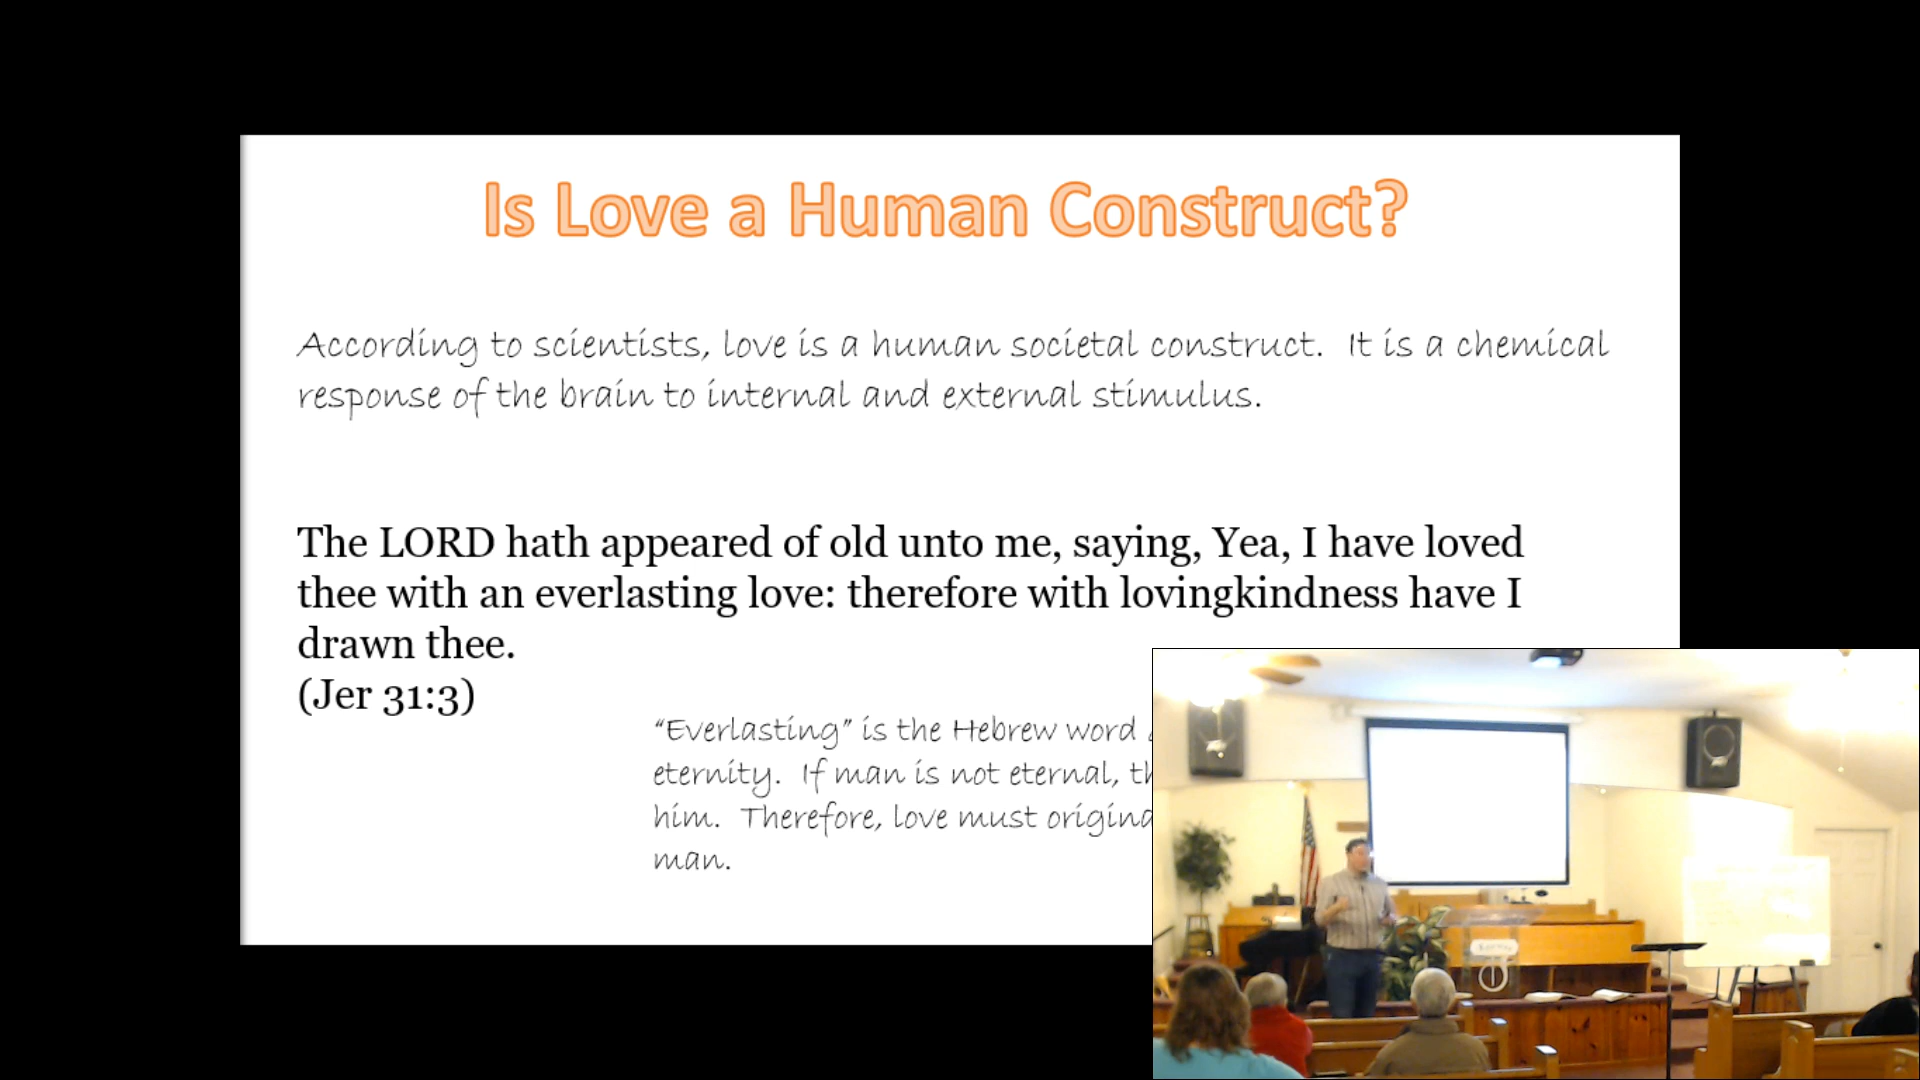 Is Love a Human Construct?
According to scientists, love is a human societal construct. It is a chemical
response of the brain to internal and external stimulus.
The LORD hath appeared of old unto me, saying, Yea, I have loved
thee with an everlasting love: therefore with lovingkindness have I
drawn thee.
(Jer 31:3)
“Everlasting” is the Hebrew word
eternity. If man is not eternal,
him. Therefore, love must
man.